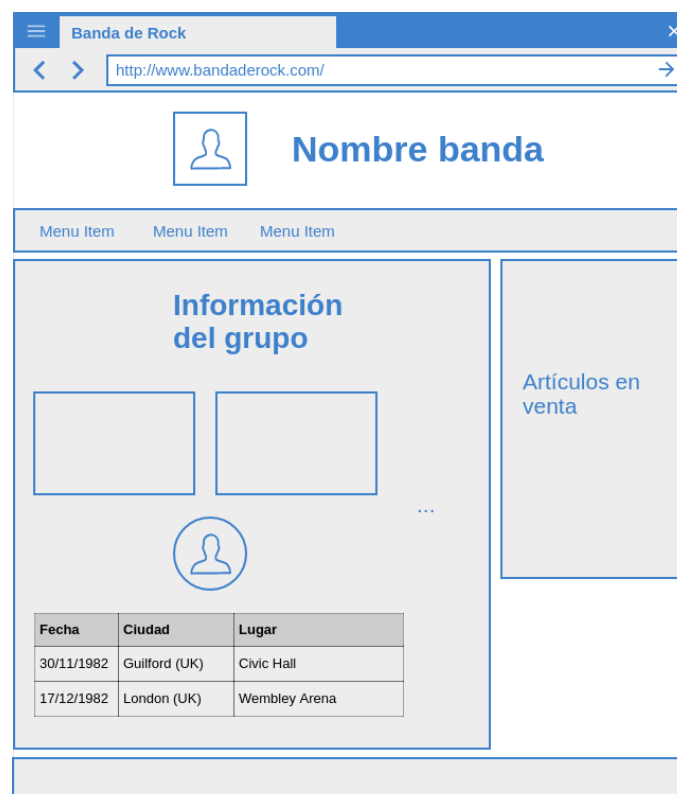 Banda de Rock
http://www.bandaderock.com/
Nombre banda
Menu Item Menu Item Menu Item
Información
del grupo
Artículos en
venta
...
Fecha Ciudad Lugar
30/11/1982 Guilford (UK) Civic Hall
17/12/1982 London (UK) Wembley Arena